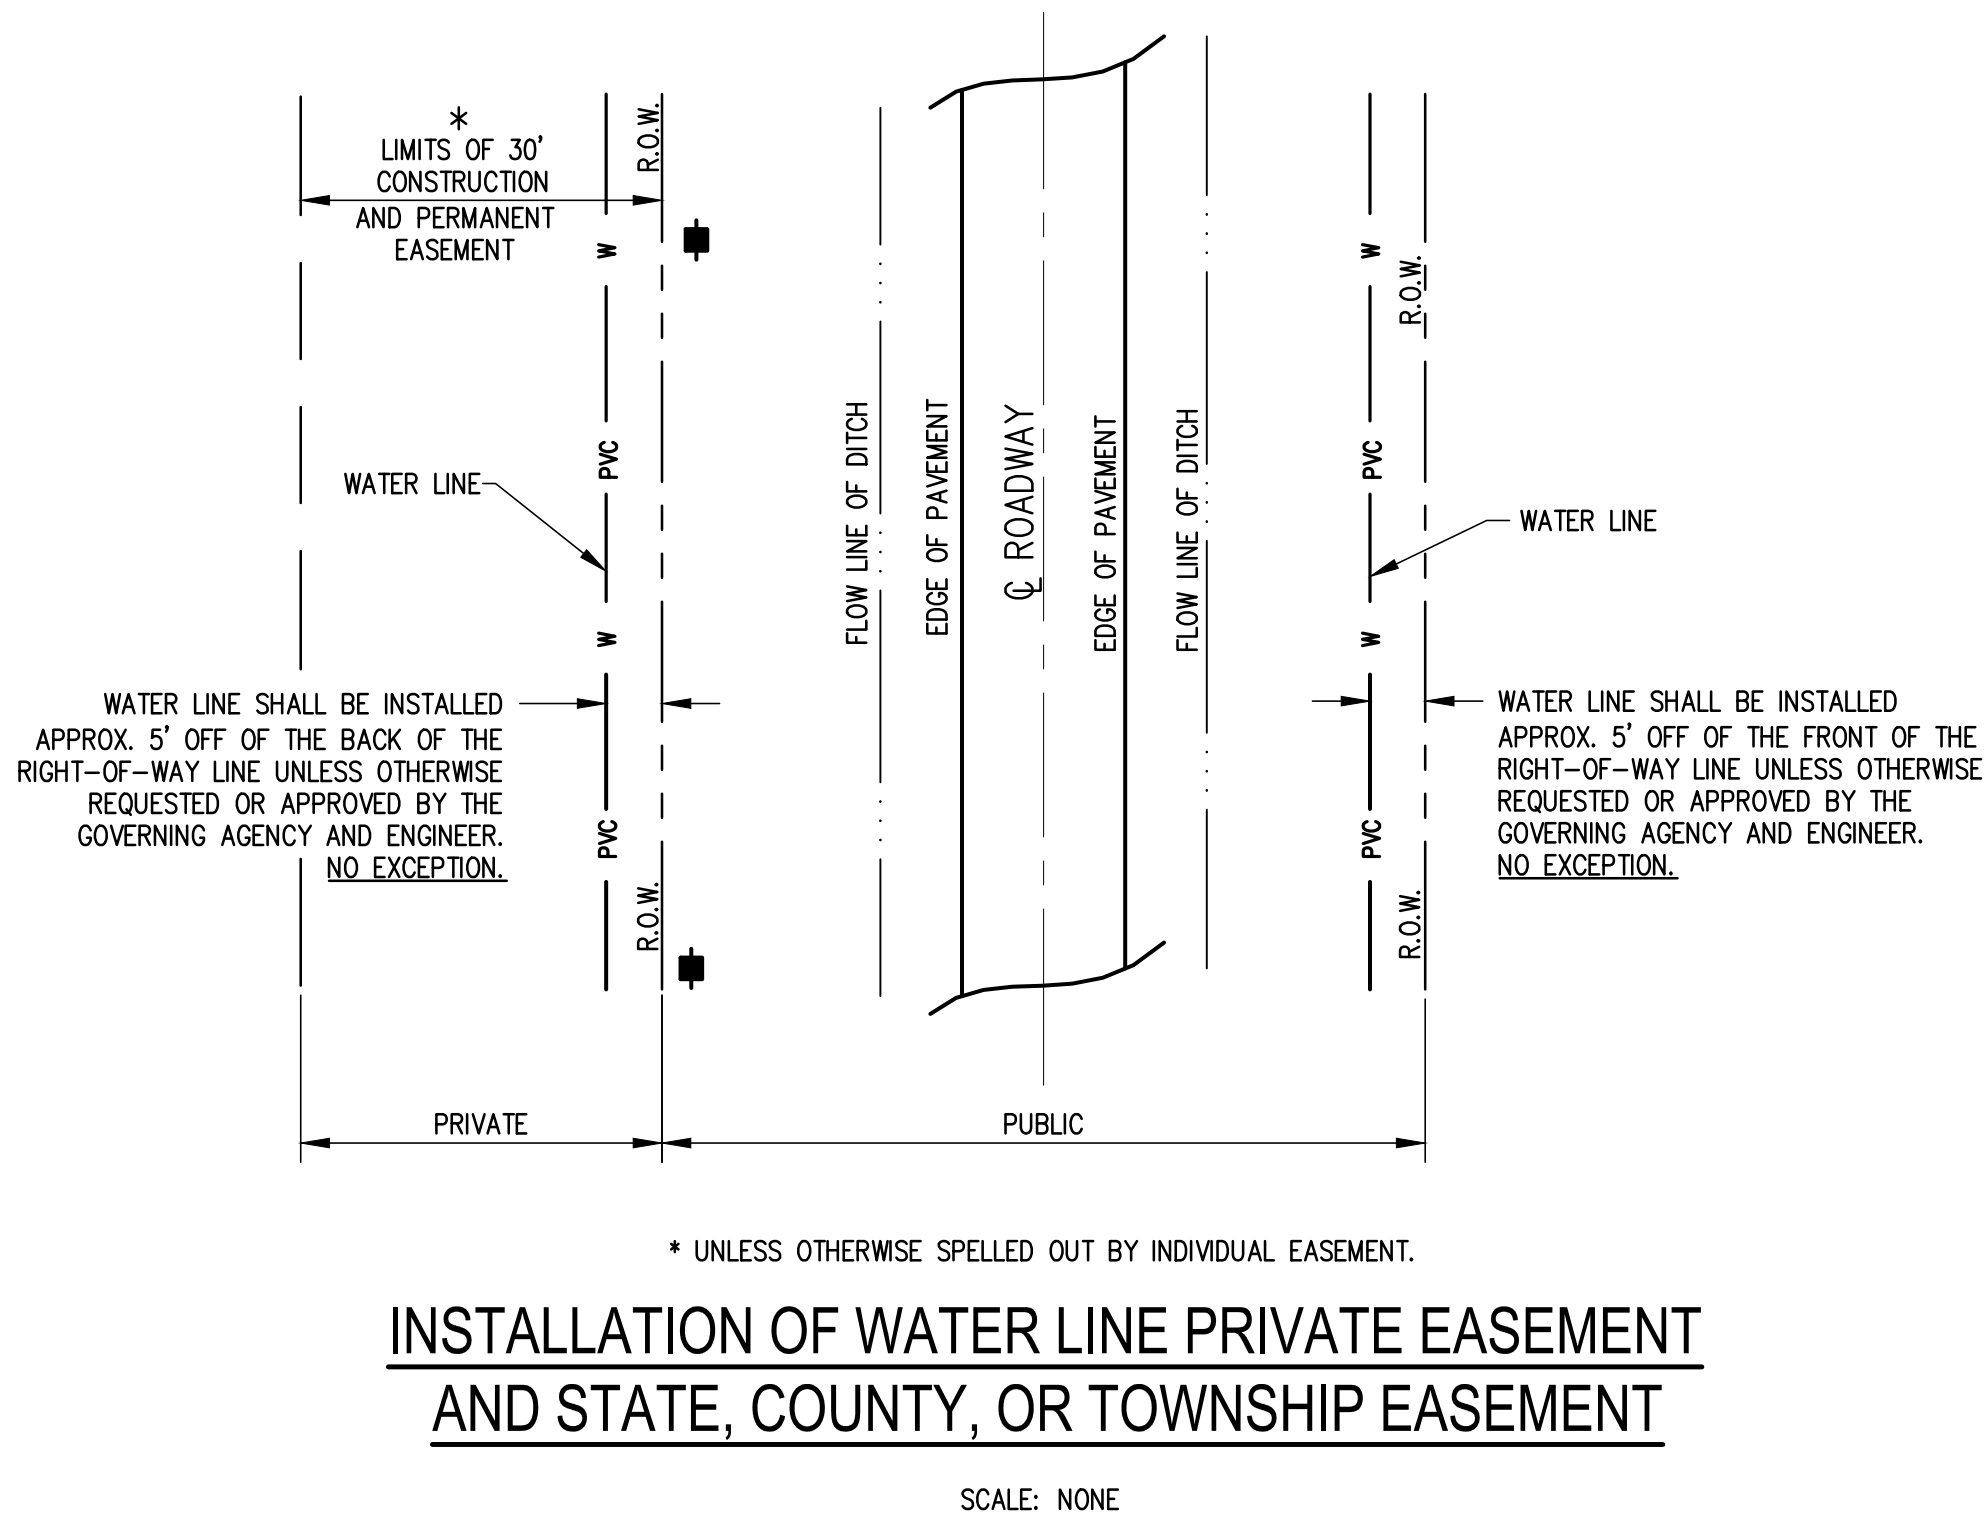 *
LIMITS OF 30'
CONSTRUCTION
AND PERMANENT
EASEMENT
R.O.W.
W
PVC
WATER LINE
W
WATER LINE SHALL BE INSTALLED
APPROX. 5' OFF OF THE BACK OF THE
RIGHT-OF-WAY LINE UNLESS OTHERWISE
REQUESTED OR APPROVED BY THE
GOVERNING AGENCY AND ENGINEER.
NO EXCEPTION.
PVC
R.O.W.
FLOW LINE OF DITCH
EDGE OF PAVEMENT
℄ ROADWAY
EDGE OF PAVEMENT
FLOW LINE OF DITCH
W
R.O.W.
PVC
WATER LINE
W
WATER LINE SHALL BE INSTALLED
APPROX. 5' OFF OF THE FRONT OF THE
RIGHT-OF-WAY LINE UNLESS OTHERWISE
REQUESTED OR APPROVED BY THE
GOVERNING AGENCY AND ENGINEER.
NO EXCEPTION.
PVC
R.O.W.
PRIVATE
PUBLIC
* UNLESS OTHERWISE SPELLED OUT BY INDIVIDUAL EASEMENT.
INSTALLATION OF WATER LINE PRIVATE EASEMENT
AND STATE, COUNTY, OR TOWNSHIP EASEMENT
SCALE: NONE